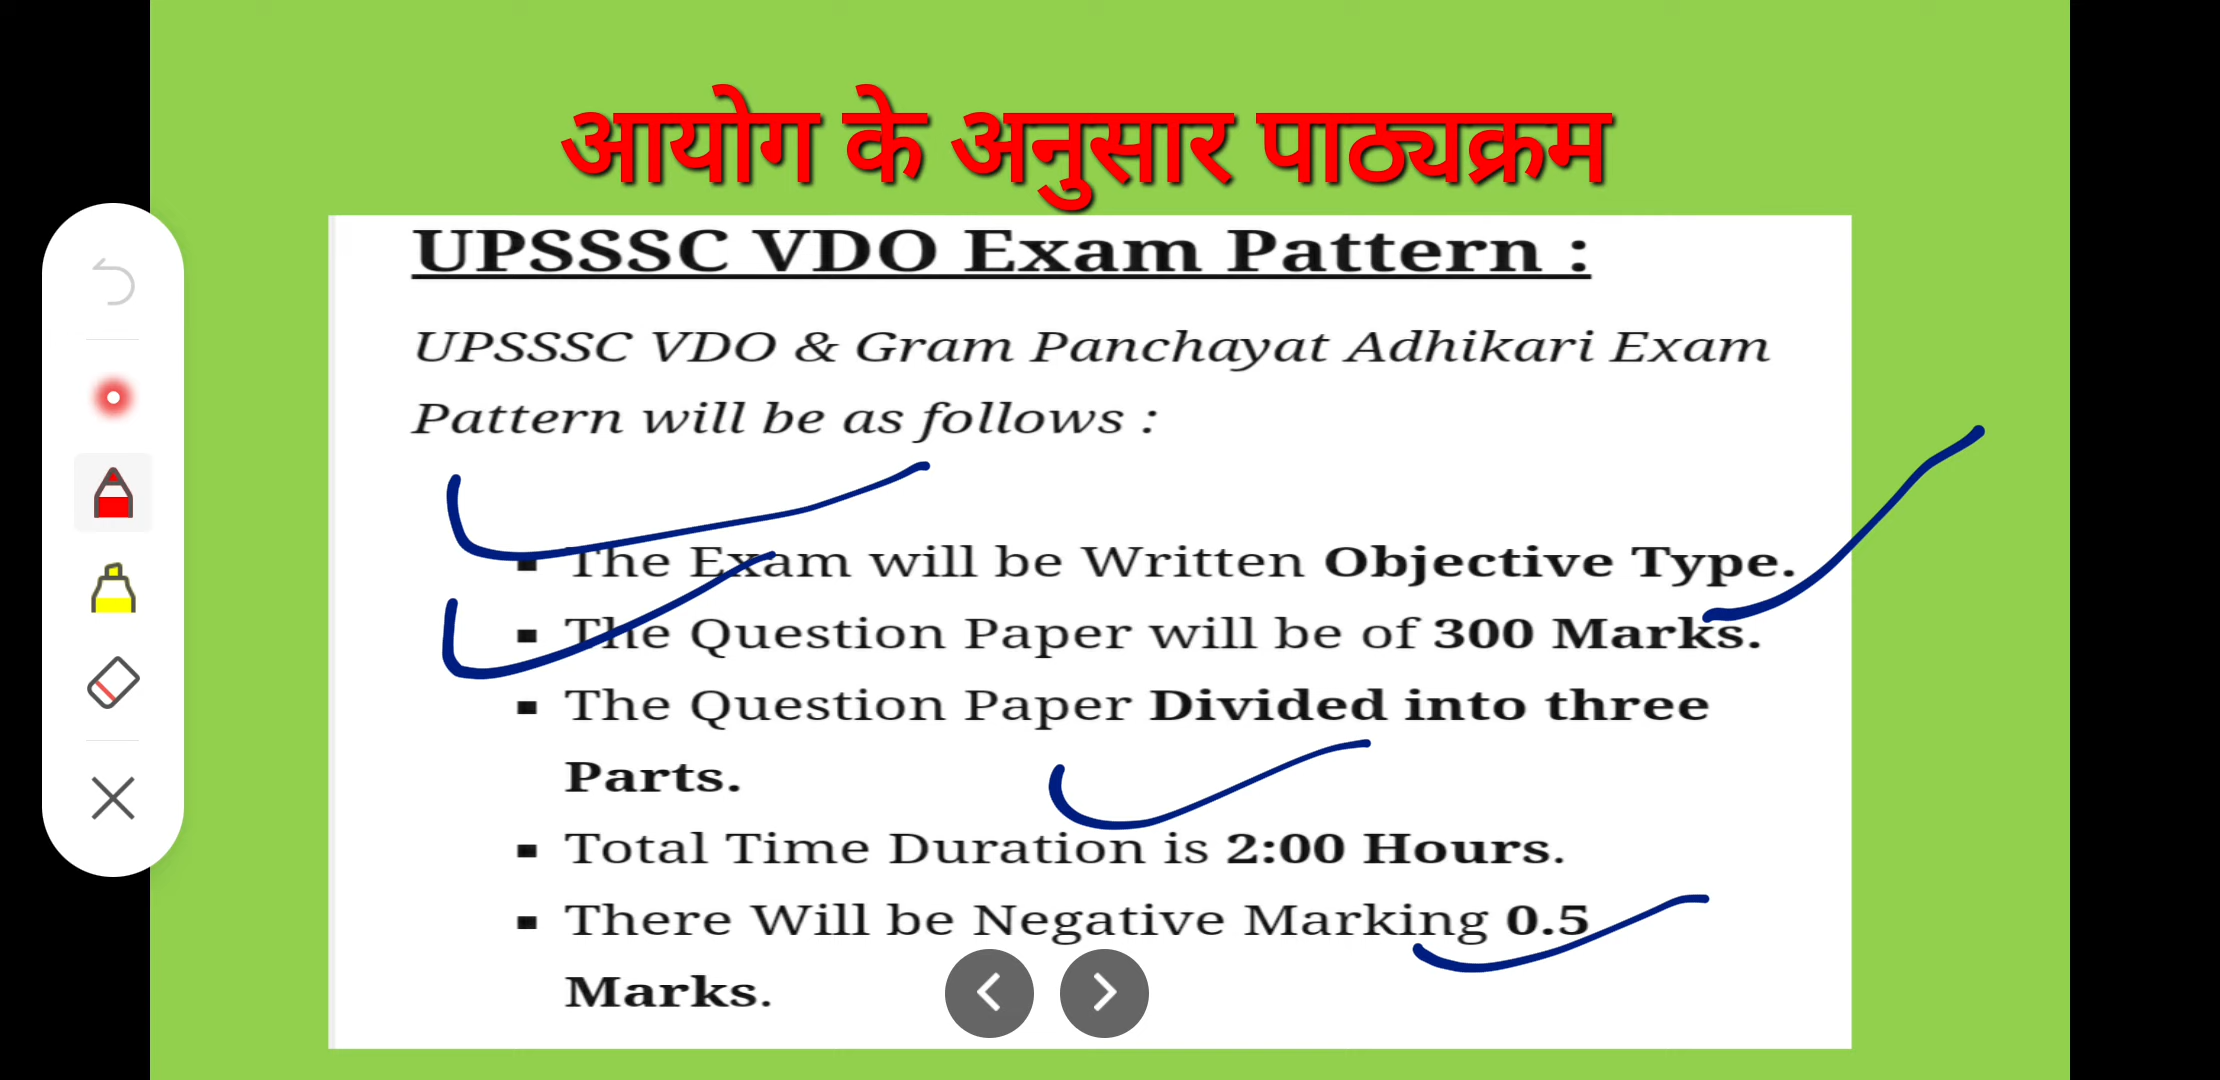 आयोग के अनुसार पाठ्यक्रम
UPSSSC VDO Exam Pattern :
UPSSSC VDO & Gram Panchayat Adhikari Exam
Pattern will be as follows :
▪ The Exam will be Written Objective Type.
▪ The Question Paper will be of 300 Marks.
▪ The Question Paper Divided into three
Parts.
▪ Total Time Duration is 2:00 Hours.
▪ There Will be Negative Marking 0.5
Marks.